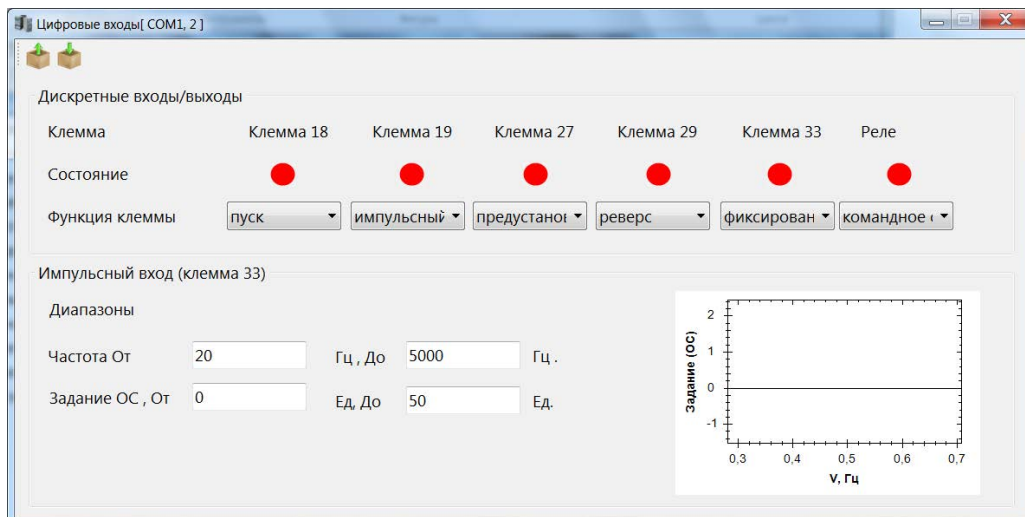 Цифровые входы[ COM1, 2 ]
Дискретные входы/выходы
Клемма Клемма 18 Клемма 19 Клемма 27 Клемма 29 Клемма 33 Реле
Состояние
Функция клеммы пуск импульсный предустанов реверс фиксирован командное
Импульсный вход (клемма 33)
Диапазоны
Частота От 20 Гц , До 5000 Гц .
Задание ОС , От 0 Ед, До 50 Ед.
Задание (ОС)
2
1
0
-1
0,3 0,4 0,5 0,6 0,7
V, Гц